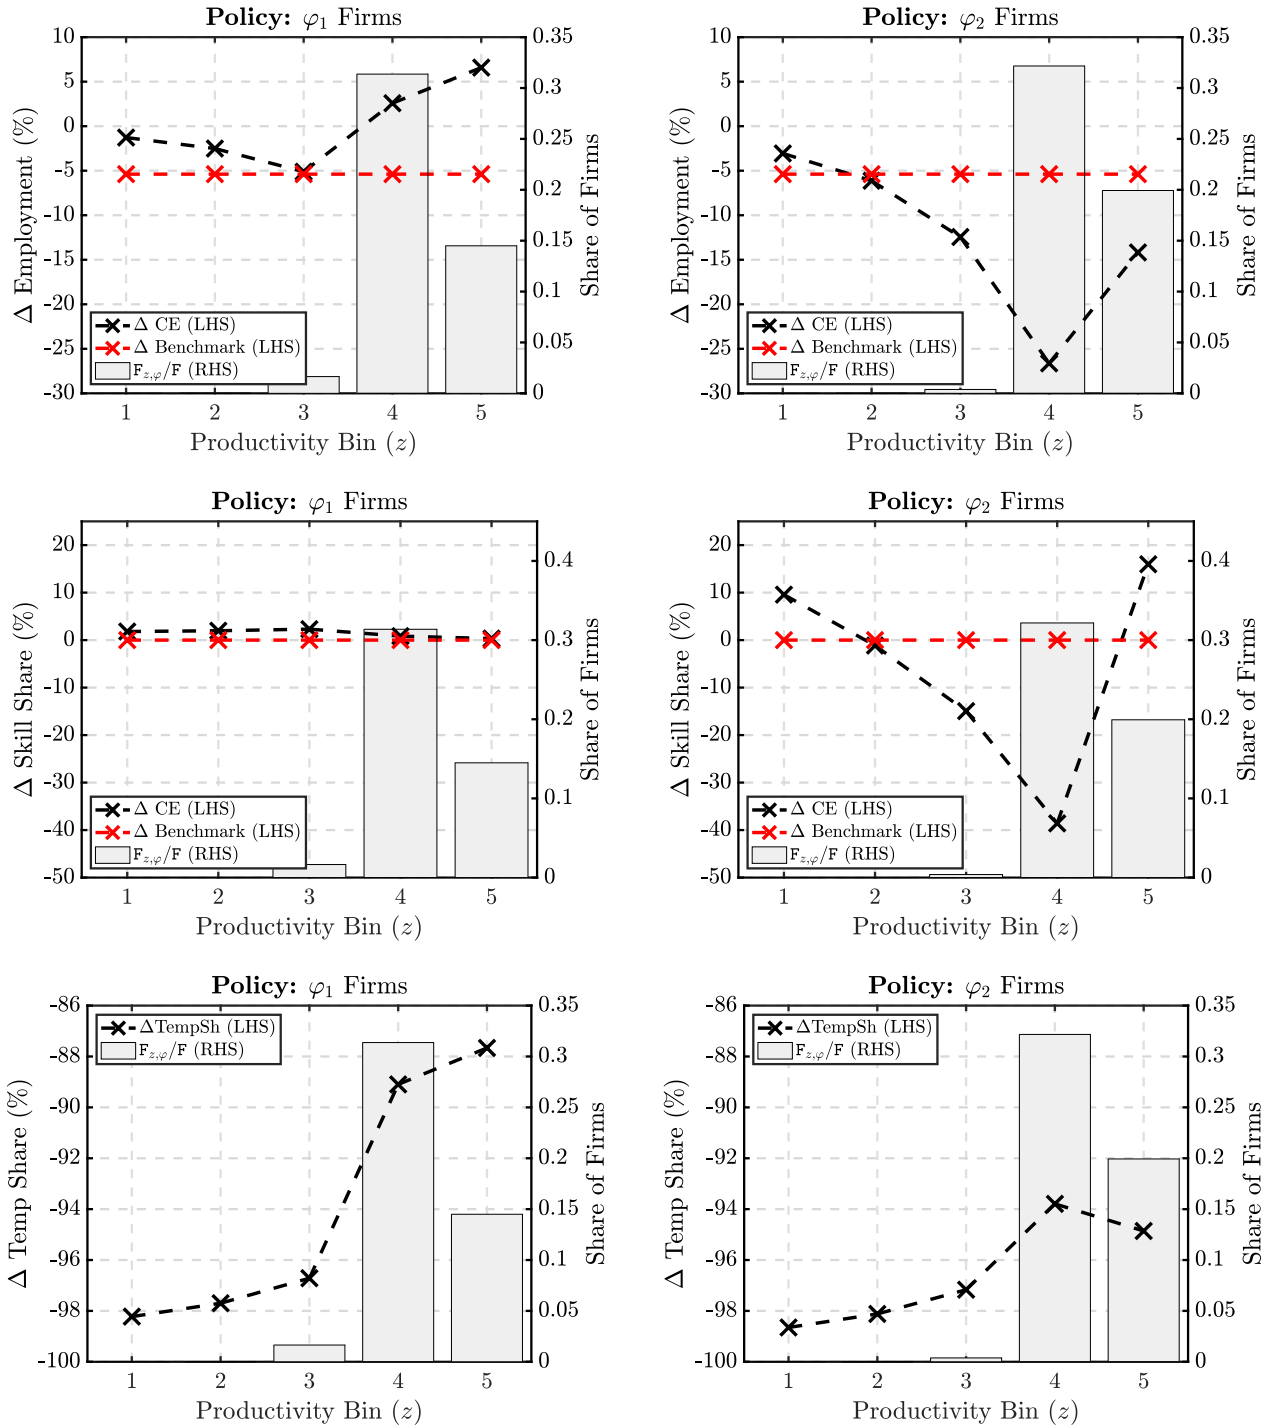 Policy: φ₁ Firms
10
5
0
-5
-10
-15
-20
-25
-30
Δ Employment (%)
0.35
0.3
0.25
0.2
0.15
0.1
0.05
0
Share of Firms
Δ CE (LHS)
Δ Benchmark (LHS)
F_{z,φ}/F (RHS)
1 2 3 4 5
Productivity Bin (z)
Policy: φ₂ Firms
10
5
0
-5
-10
-15
-20
-25
-30
Δ Employment (%)
0.35
0.3
0.25
0.2
0.15
0.1
0.05
0
Share of Firms
Δ CE (LHS)
Δ Benchmark (LHS)
F_{z,φ}/F (RHS)
1 2 3 4 5
Productivity Bin (z)
Policy: φ₁ Firms
20
10
0
-10
-20
-30
-40
-50
Δ Skill Share (%)
0.4
0.3
0.2
0.1
0
Share of Firms
Δ CE (LHS)
Δ Benchmark (LHS)
F_{z,φ}/F (RHS)
1 2 3 4 5
Productivity Bin (z)
Policy: φ₂ Firms
20
10
0
-10
-20
-30
-40
-50
Δ Skill Share (%)
0.4
0.3
0.2
0.1
0
Share of Firms
Δ CE (LHS)
Δ Benchmark (LHS)
F_{z,φ}/F (RHS)
1 2 3 4 5
Productivity Bin (z)
Policy: φ₁ Firms
-86
-88
-90
-92
-94
-96
-98
-100
Δ Temp Share (%)
0.35
0.3
0.25
0.2
0.15
0.1
0.05
0
Share of Firms
ΔTempSh (LHS)
F_{z,φ}/F (RHS)
1 2 3 4 5
Productivity Bin (z)
Policy: φ₂ Firms
-86
-88
-90
-92
-94
-96
-98
-100
Δ Temp Share (%)
0.35
0.3
0.25
0.2
0.15
0.1
0.05
0
Share of Firms
ΔTempSh (LHS)
F_{z,φ}/F (RHS)
1 2 3 4 5
Productivity Bin (z)